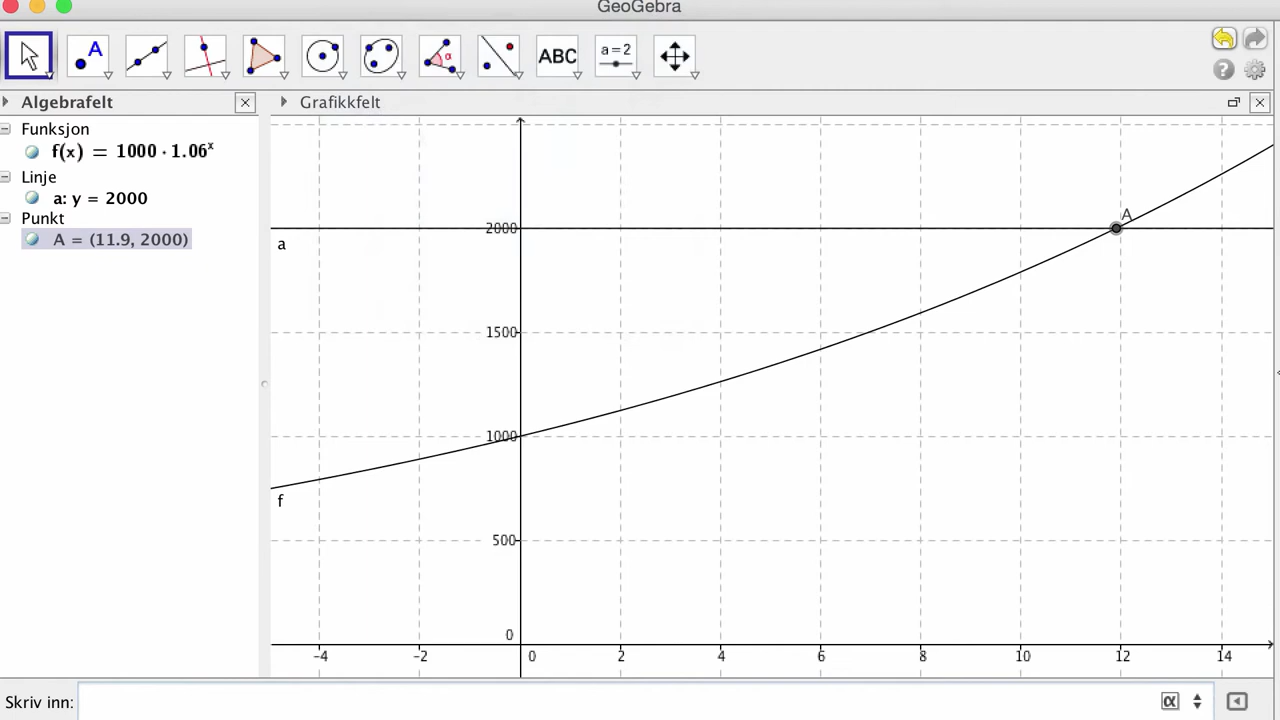 GeoGebra
A
α
ABC
a=2
?
Algebrafelt
Grafikkfelt
Funksjon
f(x) = 1000 · 1.06ˣ
Linje
a: y = 2000
Punkt
A = (11.9, 2000)
2000
A
a
1500
1000
f
500
0
-4 -2 0 2 4 6 8 10 12 14
Skriv inn:
α